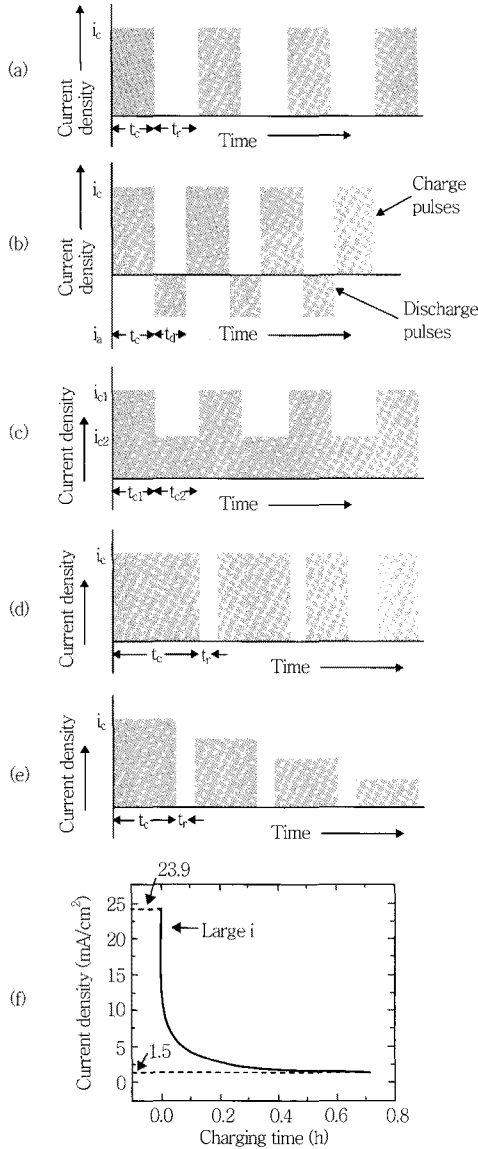 (a)
Current density
i_c
t_c t_r
Time
(b)
Current density
Current density
i_c
i_a
t_c t_d
Time
Charge pulses
Discharge pulses
(c)
Current density
i_c1
i_c2
t_c1 t_c2
Time
(d)
Current density
i_c
t_c t_r
Time
(e)
Current density
i_c
t_c t_r
Time
(f)
Current density (mA/cm²)
23.9
Large i
25
20
15
10
5
1.5
0
0.0 0.2 0.4 0.6 0.8
Charging time (h)